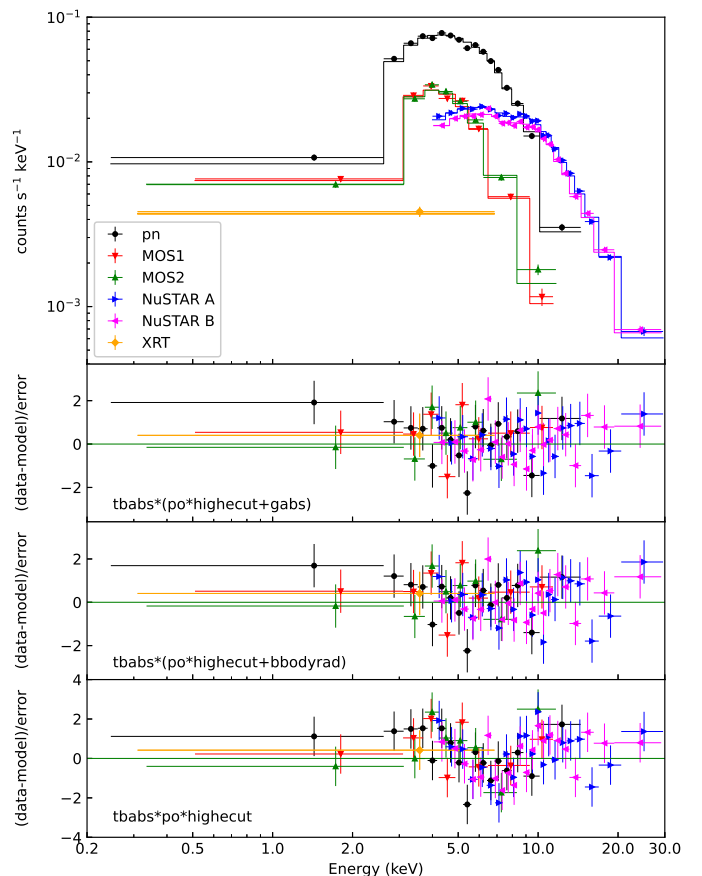 10⁻¹
10⁻²
10⁻³
counts s⁻¹ keV⁻¹
pn
MOS1
MOS2
NuSTAR A
NuSTAR B
XRT
2
0
−2
(data-model)/error
tbabs*(po*highecut+gabs)
2
0
−2
(data-model)/error
tbabs*(po*highecut+bbodyrad)
4
2
0
−2
−4
(data-model)/error
tbabs*po*highecut
0.2 1.0 2.0 5.0 10.0 20.0 30.0
Energy (keV)